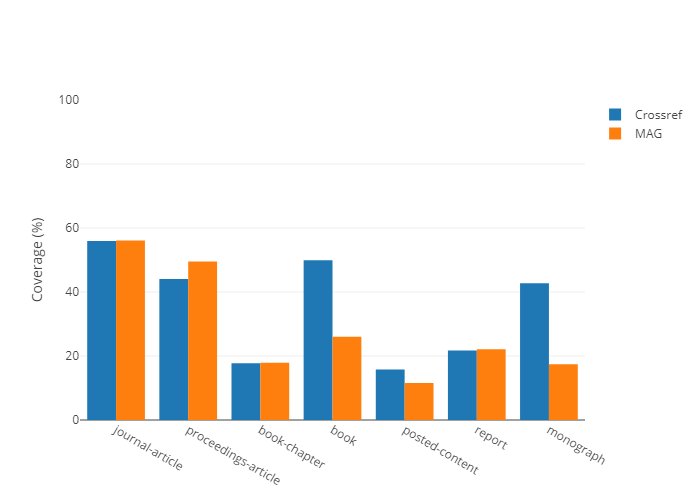 100
80
60
40
20
0
Coverage (%)
journal-article
proceedings-article
book-chapter
book
posted-content
report
monograph
Crossref
MAG